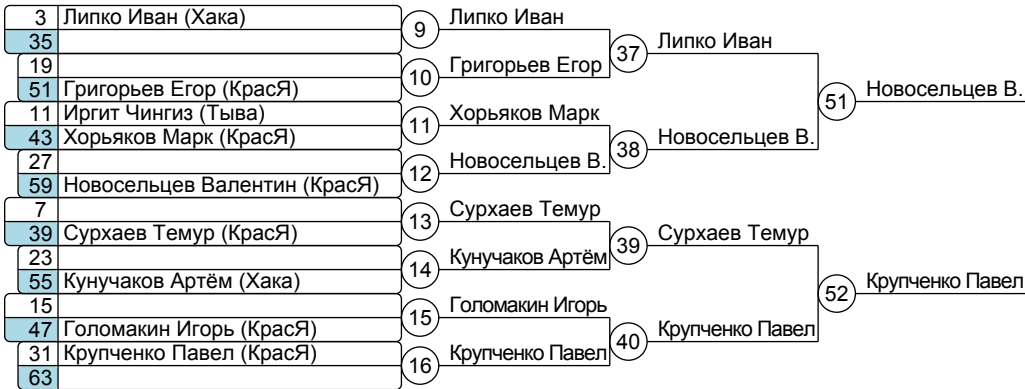 3 Липко Иван (Хака)
35
19
51 Григорьев Егор (КрасЯ)
11 Иргит Чингиз (Тыва)
43 Хорьяков Марк (КрасЯ)
27
59 Новосельцев Валентин (КрасЯ)
7
39 Сурхаев Темур (КрасЯ)
23
55 Кунучаков Артём (Хака)
15
47 Голомакин Игорь (КрасЯ)
31 Крупченко Павел (КрасЯ)
63
9 Липко Иван
10 Григорьев Егор
11 Хорьяков Марк
12 Новосельцев В.
13 Сурхаев Темур
14 Кунучаков Артём
15 Голомакин Игорь
16 Крупченко Павел
37 Липко Иван
38 Новосельцев В.
39 Сурхаев Темур
40 Крупченко Павел
51 Новосельцев В.
52 Крупченко Павел